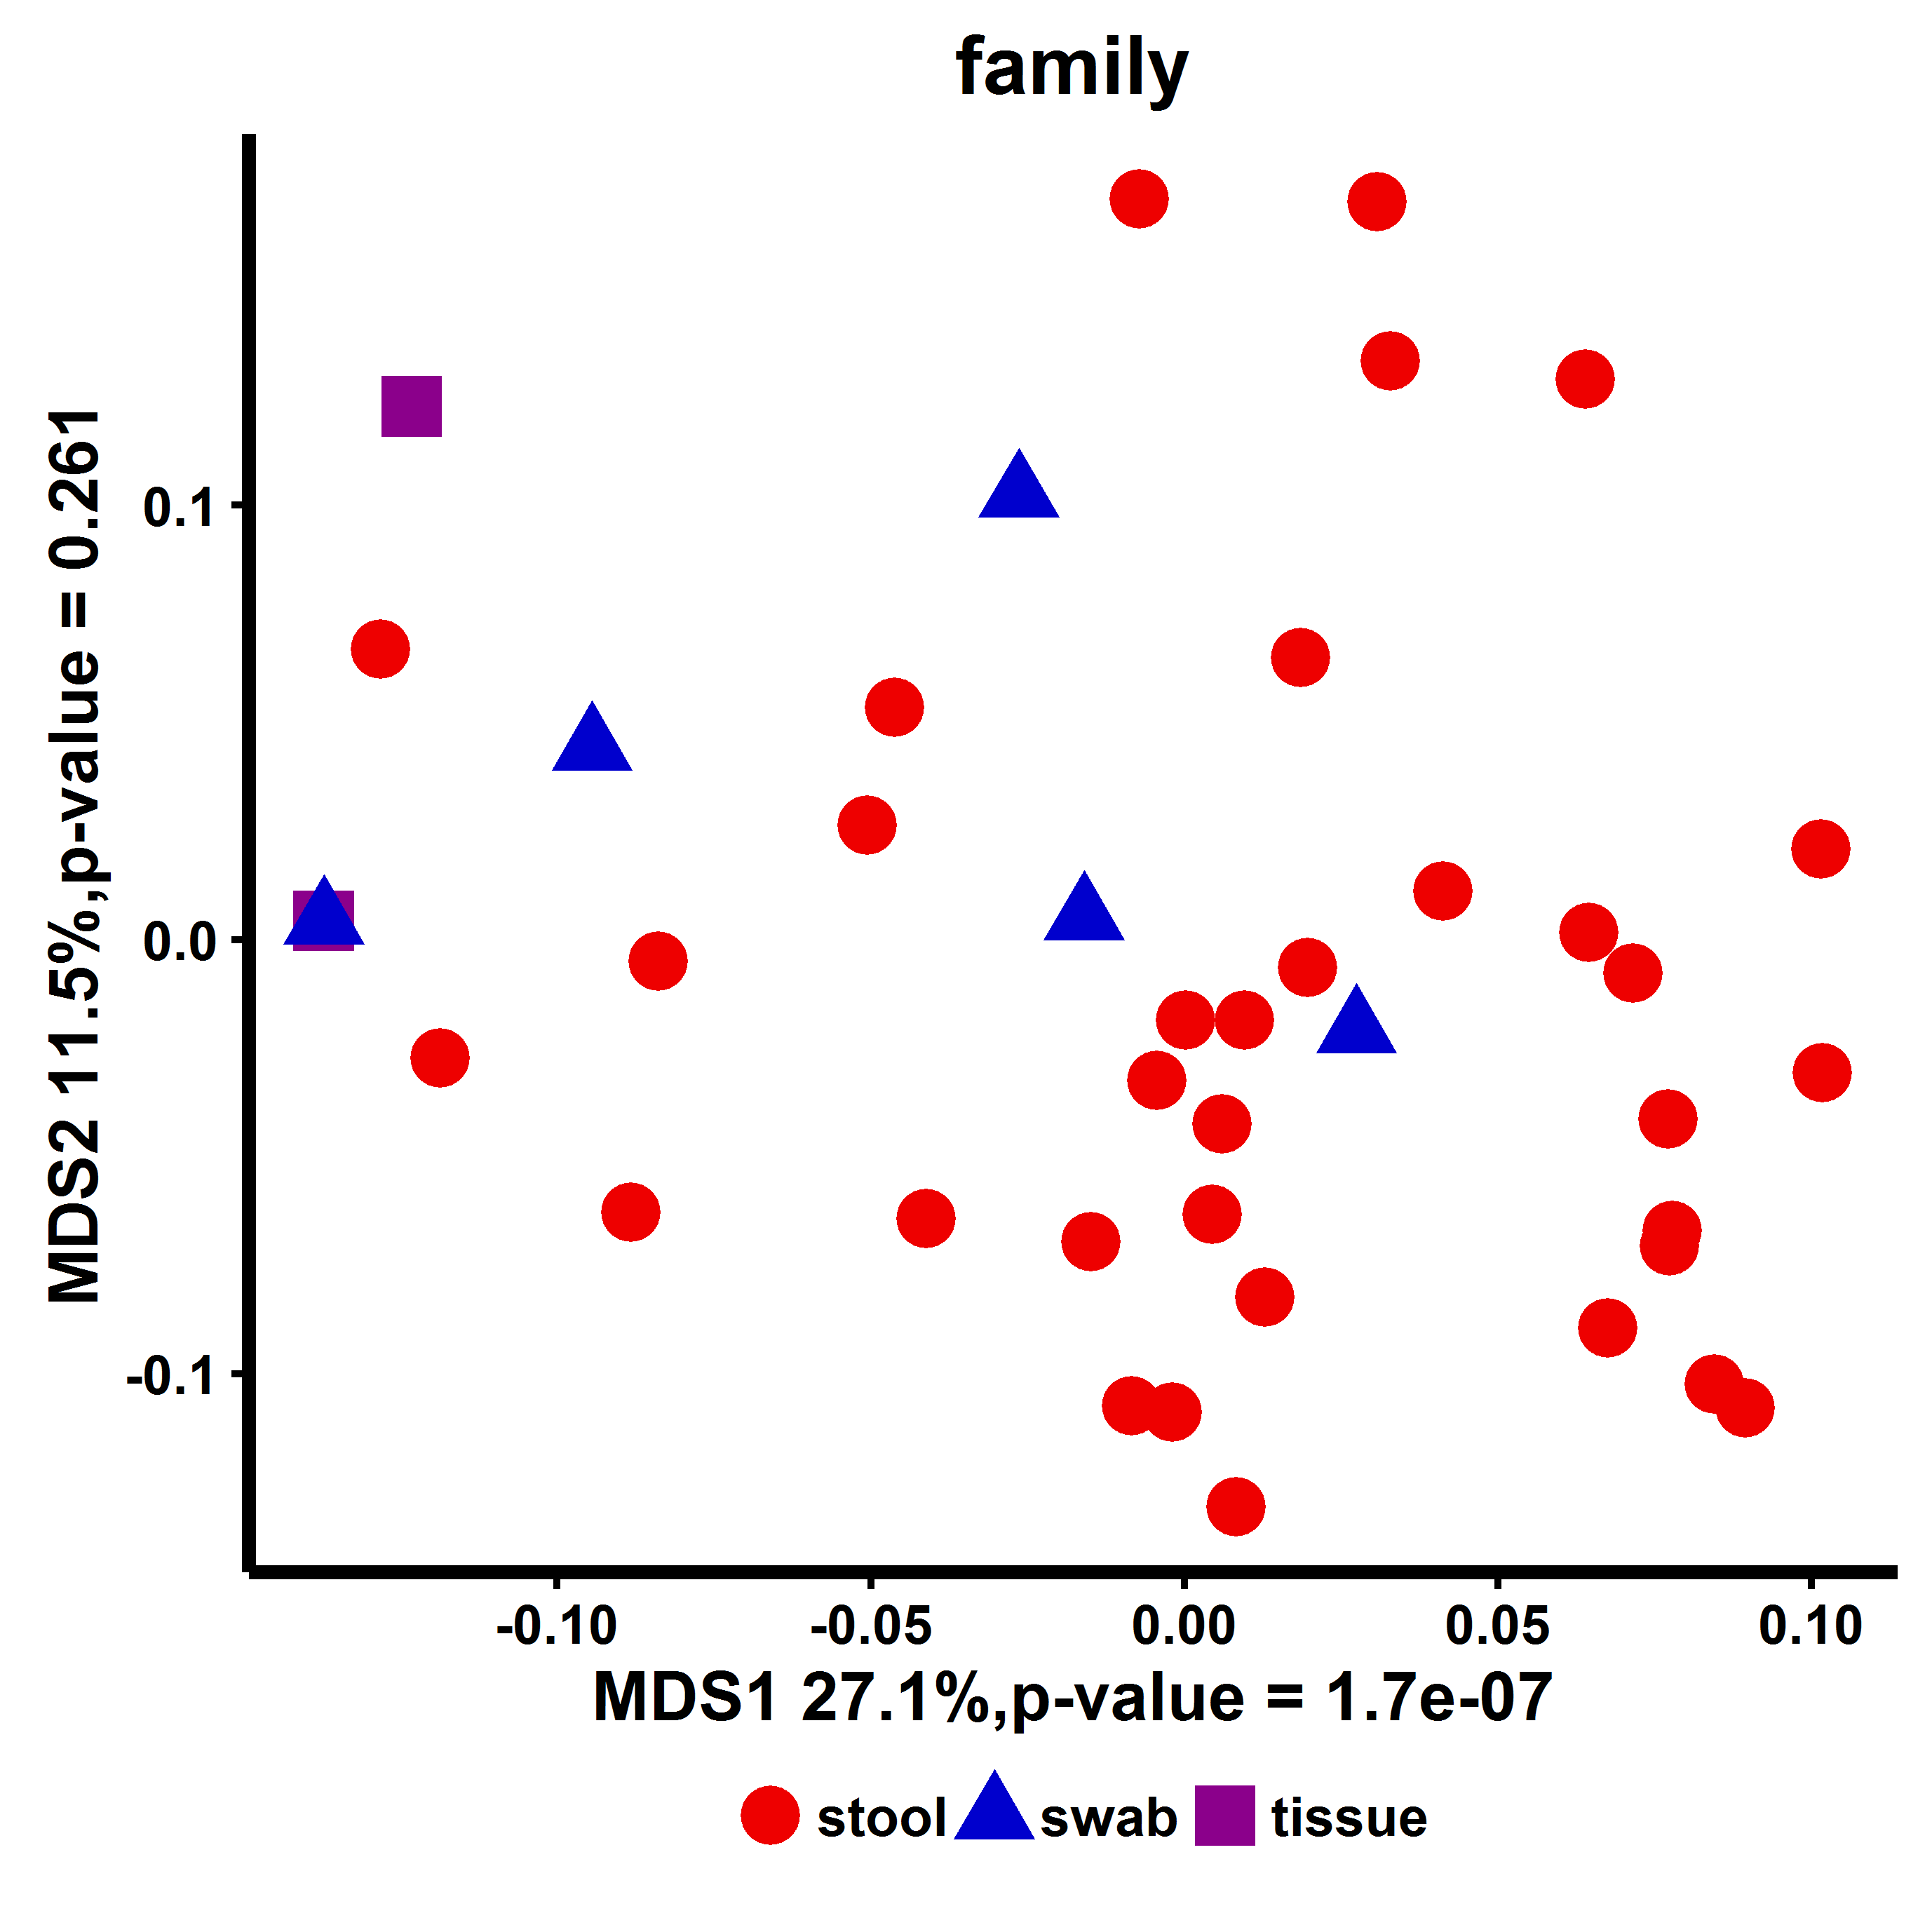 family
MDS2 11.5%,p-value = 0.261
0.1
0.0
-0.1
-0.10 -0.05 0.00 0.05 0.10
MDS1 27.1%,p-value = 1.7e-07
stool swab tissue